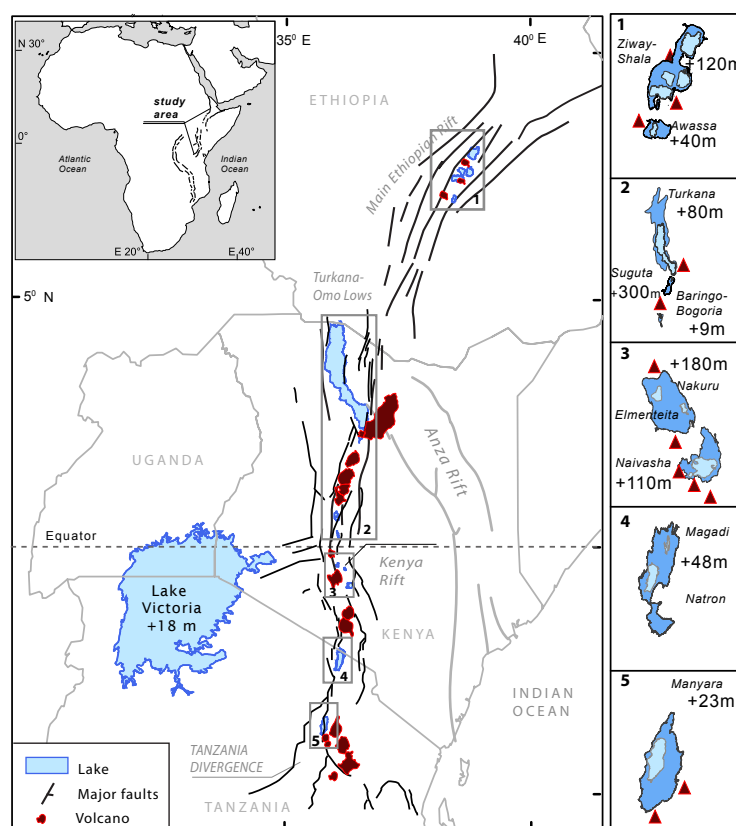 35° E
40° E
N 30°
0°
study
area
Atlantic
Ocean
Indian
Ocean
E 20°
E 40°
ETHIOPIA
Main Ethiopian Rift
1
Turkana-
Omo Lows
5° N
UGANDA
Anza Rift
2
Equator
Kenya
Rift
3
Lake
Victoria
+18 m
KENYA
4
INDIAN
OCEAN
5
TANZANIA
DIVERGENCE
TANZANIA
Lake
Major faults
Volcano
1
Ziway-
Shala
+120m
Awassa
+40m
2
Turkana
+80m
Suguta
+300m
Baringo-
Bogoria
+9m
3
+180m
Nakuru
Elmenteita
Naivasha
+110m
4
Magadi
+48m
Natron
5
Manyara
+23m